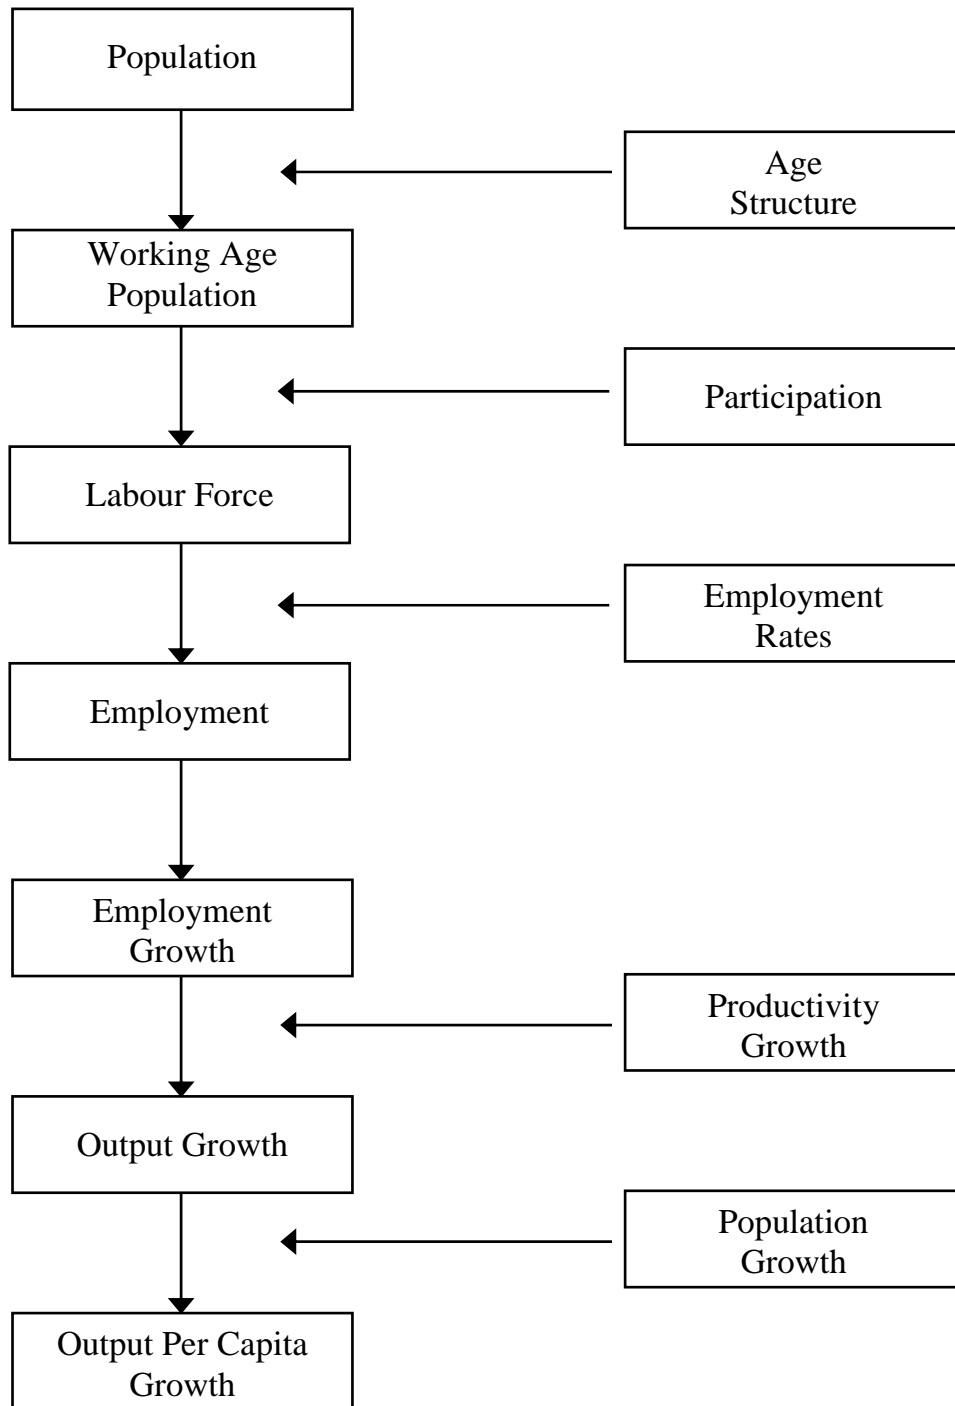 Population
Age
Structure
Working Age
Population
Participation
Labour Force
Employment
Rates
Employment
Employment
Growth
Productivity
Growth
Output Growth
Population
Growth
Output Per Capita
Growth